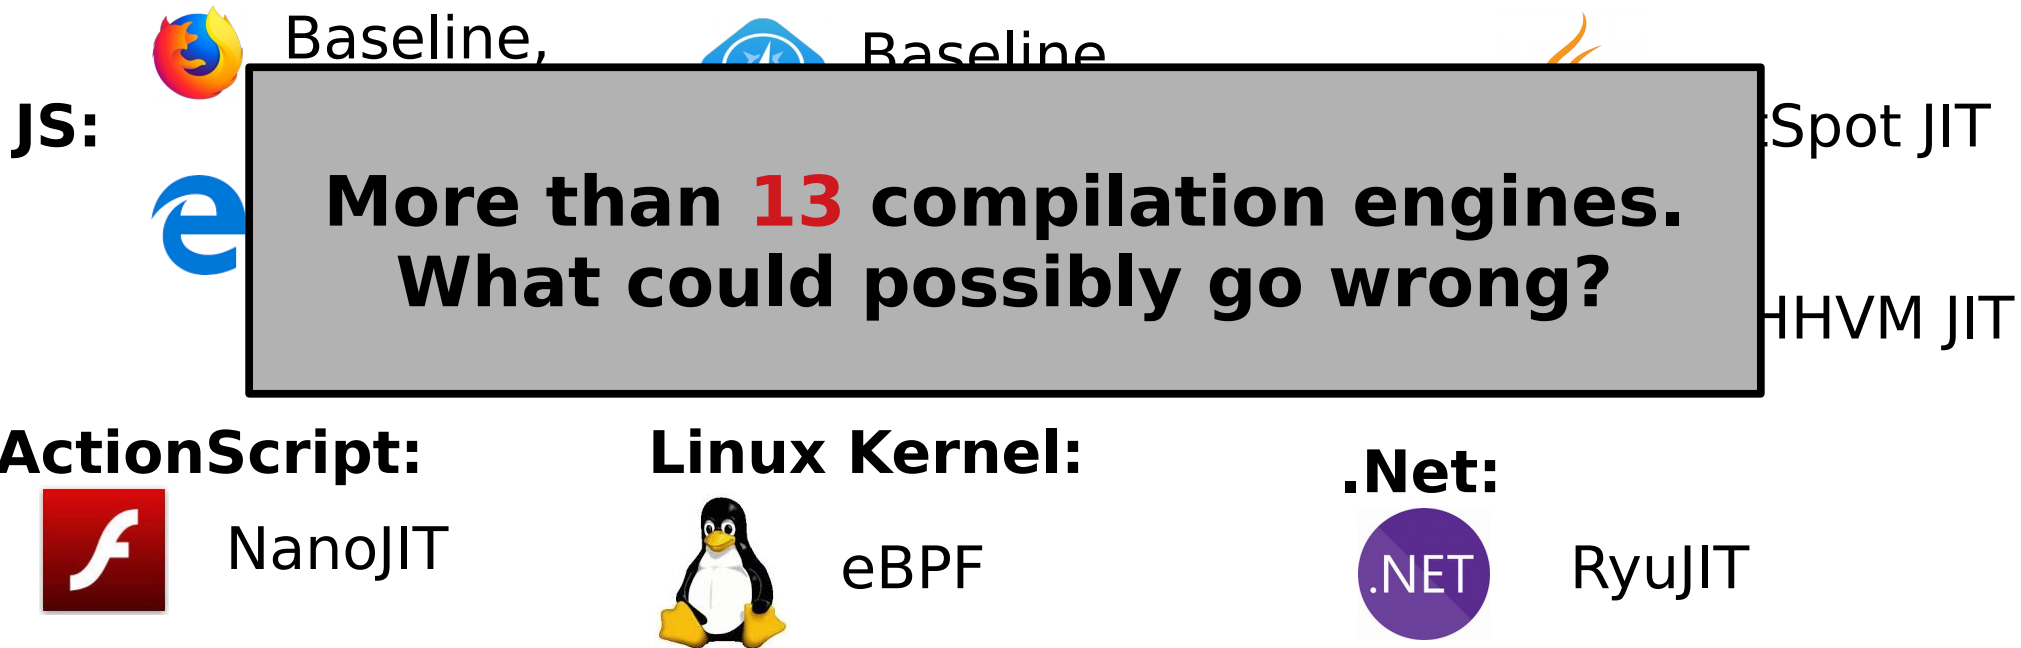 Baseline,
Baseline
JS:
Spot JIT
More than 13 compilation engines.
What could possibly go wrong?
HHVM JIT
ActionScript:
Linux Kernel:
.Net:
NanoJIT
eBPF
.NET
RyuJIT